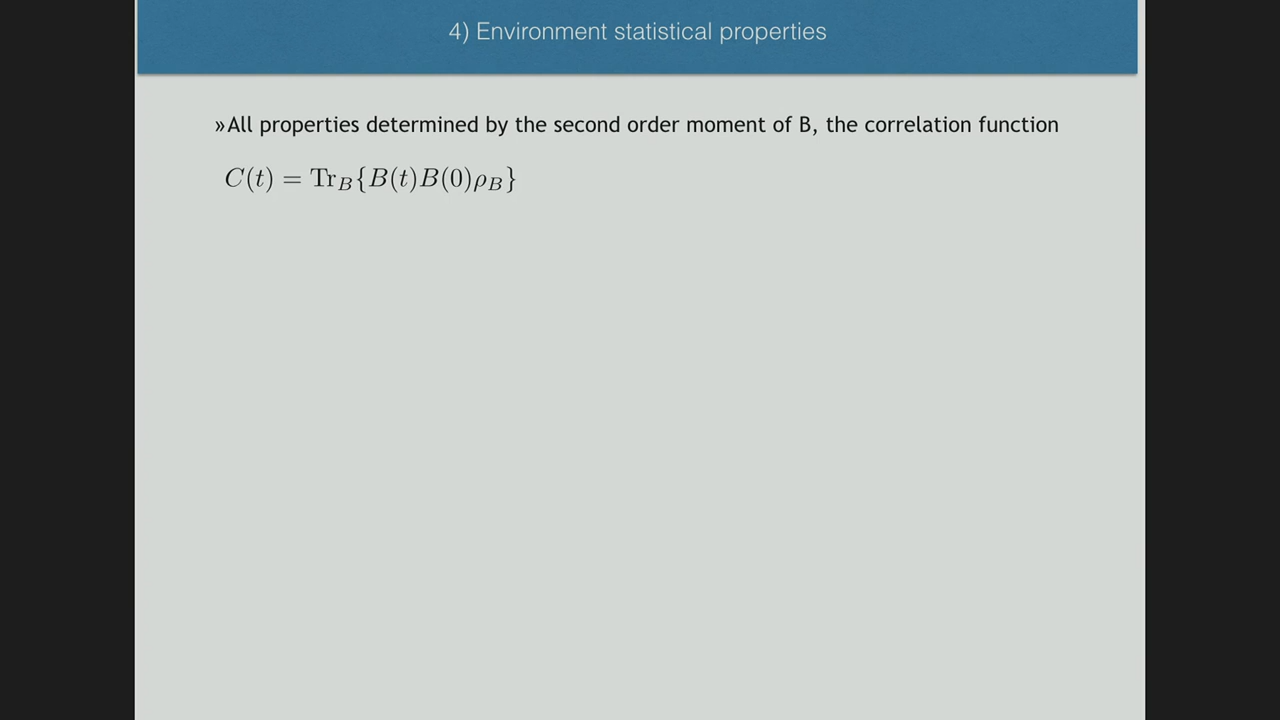 4) Environment statistical properties
»All properties determined by the second order moment of B, the correlation function
C(t) = Tr_B{B(t)B(0)ρ_B}